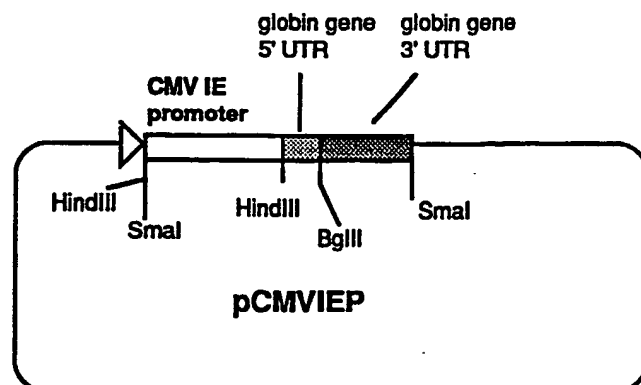 globin gene
5' UTR
globin gene
3' UTR
CMV IE
promoter
HindIII
SmaI
HindIII
BglII
SmaI
pCMVIEP